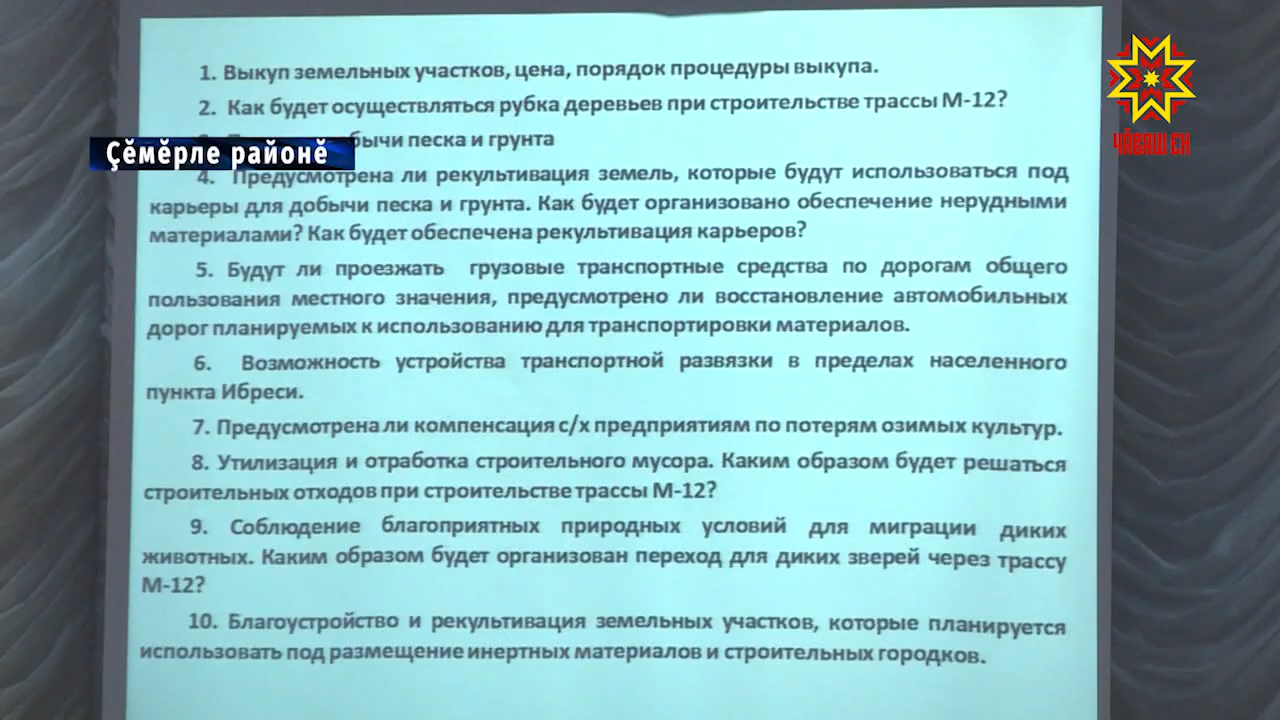 1. Выкуп земельных участков, цена, порядок процедуры выкупа.
2. Как будет осуществляться рубка деревьев при строительстве трассы М-12?
песка и грунта
Ҫӗмӗрле районӗ
4. Предусмотрена ли рекультивация земель, которые будут использоваться под
карьеры для добычи песка и грунта. Как будет организовано обеспечение нерудными
материалами? Как будет обеспечена рекультивация карьеров?
5. Будут ли проезжать грузовые транспортные средства по дорогам общего
пользования местного значения, предусмотрено ли восстановление автомобильных
дорог планируемых к использованию для транспортировки материалов.
6. Возможность устройства транспортной развязки в пределах населенного
пункта Ибреси.
7. Предусмотрена ли компенсация с/х предприятиям по потерям озимых культур.
8. Утилизация и отработка строительного мусора. Каким образом будет решаться
строительных отходов при строительстве трассы М-12?
9. Соблюдение благоприятных природных условий для миграции диких
животных. Каким образом будет организован переход для диких зверей через трассу
М-12?
10. Благоустройство и рекультивация земельных участков, которые планируется
использовать под размещение инертных материалов и строительных городков.
ЧӐВАШ ЕН